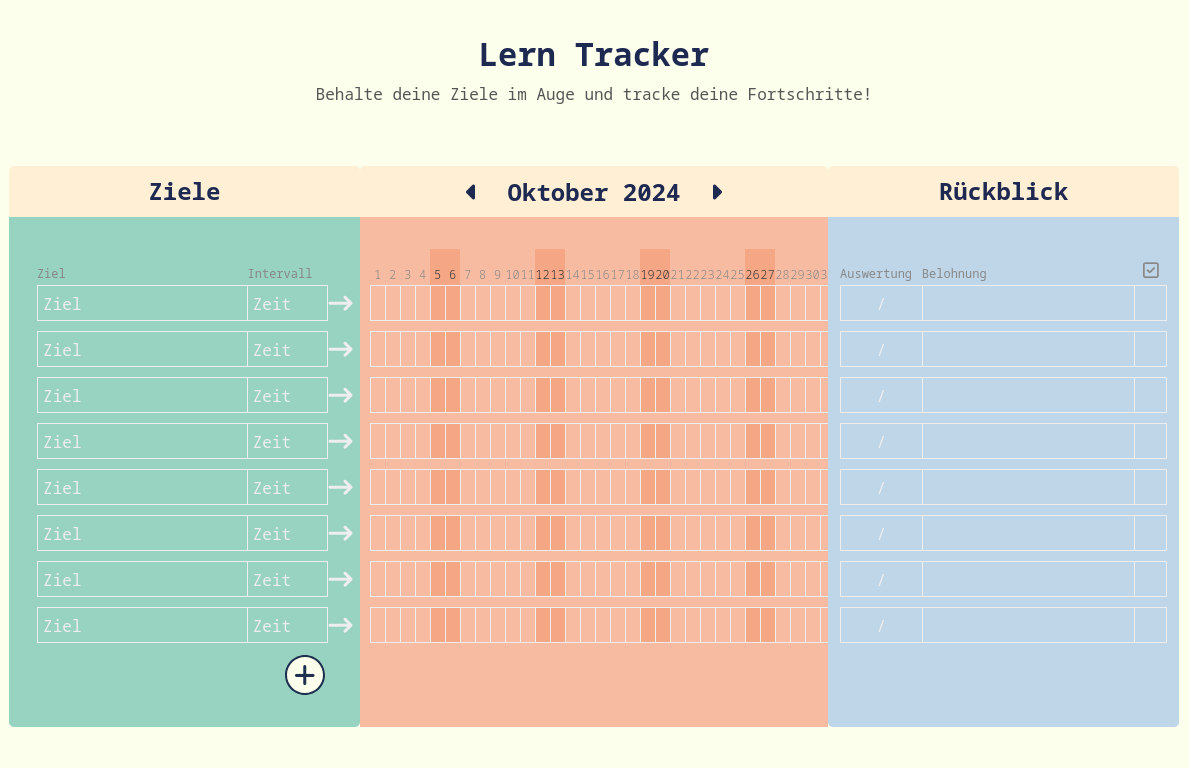 Lern Tracker
Behalte deine Ziele im Auge und tracke deine Fortschritte!
Ziele
Oktober 2024
Rückblick
Ziel Intervall 1 2 3 4 5 6 7 8 9 10 11 12 13 14 15 16 17 18 19 20 21 22 23 24 25 26 27 28 29 30 Auswertung Belohnung
Ziel Zeit /
Ziel Zeit /
Ziel Zeit /
Ziel Zeit /
Ziel Zeit /
Ziel Zeit /
Ziel Zeit /
Ziel Zeit /